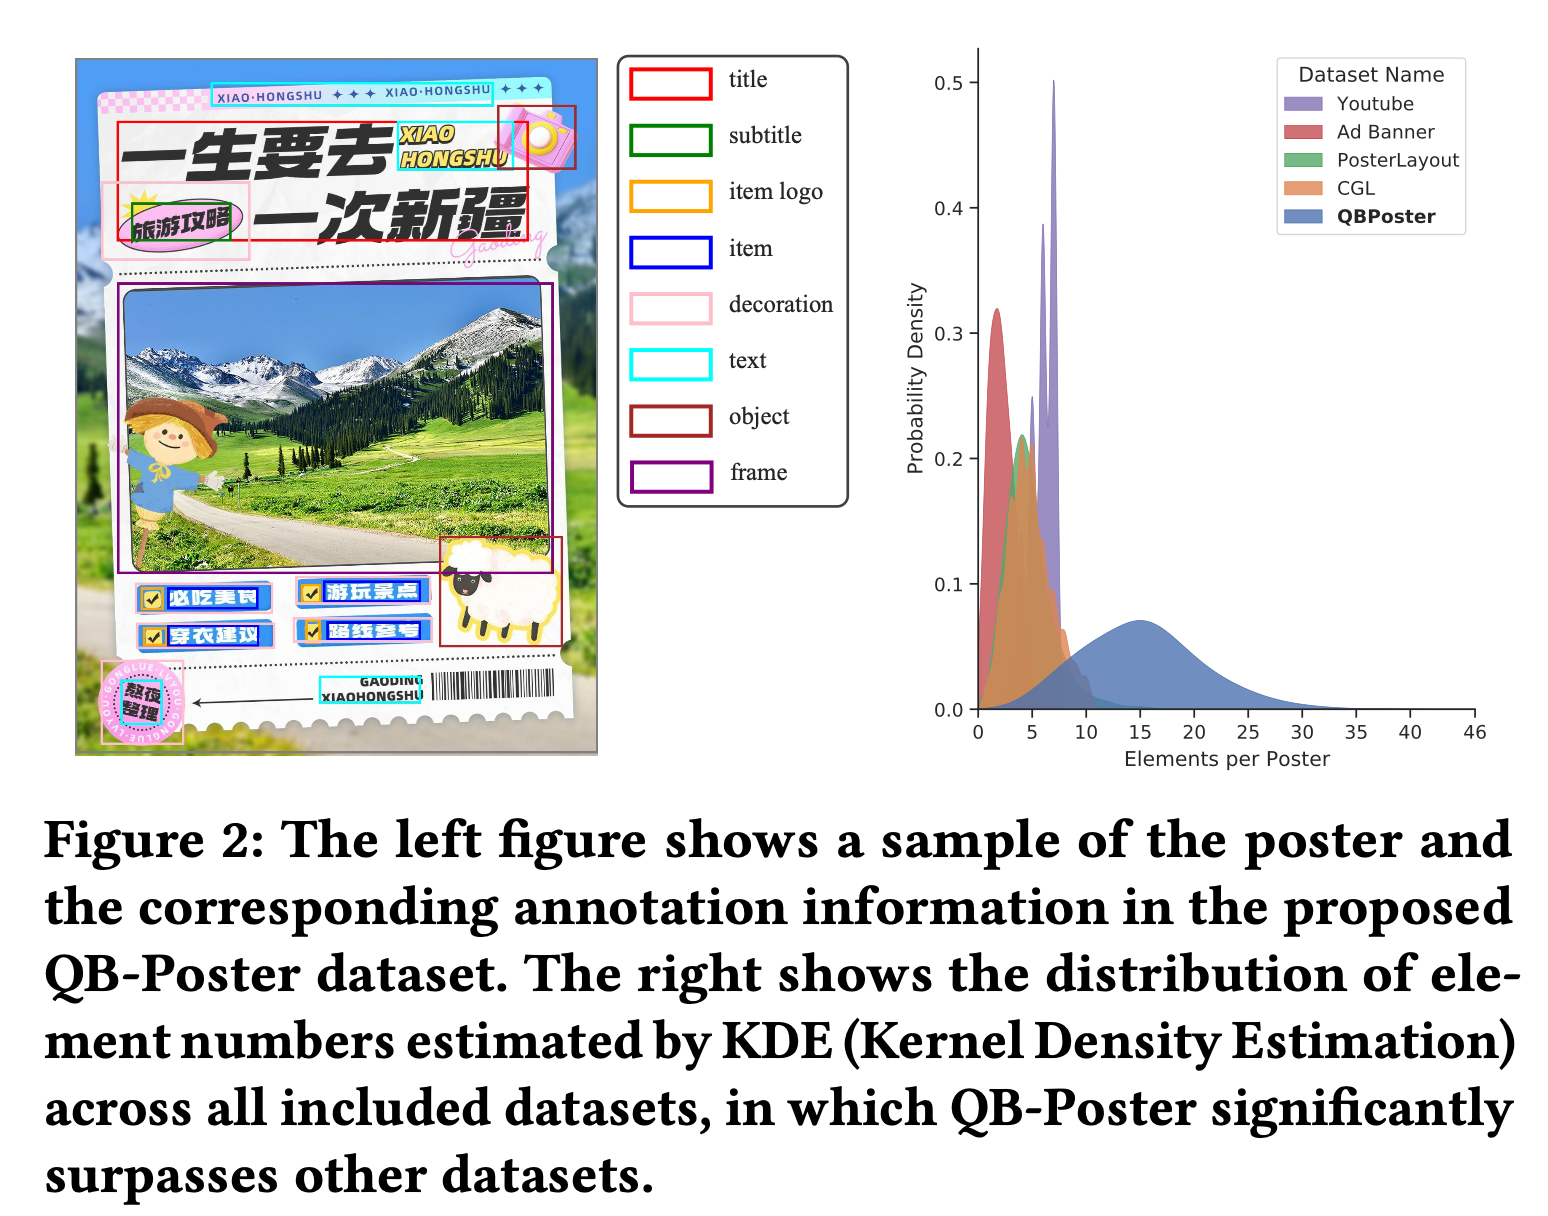 XIAO·HONGSHU ✦✦✦ XIAO·HONGSHU ✦✦✦
一生要去
XIAO
HONGSHU
旅游攻略
一次新疆
Gaoding
必吃美食
游玩景点
穿衣建议
路线参考
GAODING
XIAOHONGSHU
熬夜
整理
title
subtitle
item logo
item
decoration
text
object
frame
Dataset Name
Youtube
Ad Banner
PosterLayout
CGL
QBPoster
Probability Density
0.5
0.4
0.3
0.2
0.1
0.0
0 5 10 15 20 25 30 35 40 46
Elements per Poster
Figure 2: The left figure shows a sample of the poster and
the corresponding annotation information in the proposed
QB-Poster dataset. The right shows the distribution of ele-
ment numbers estimated by KDE (Kernel Density Estimation)
across all included datasets, in which QB-Poster significantly
surpasses other datasets.